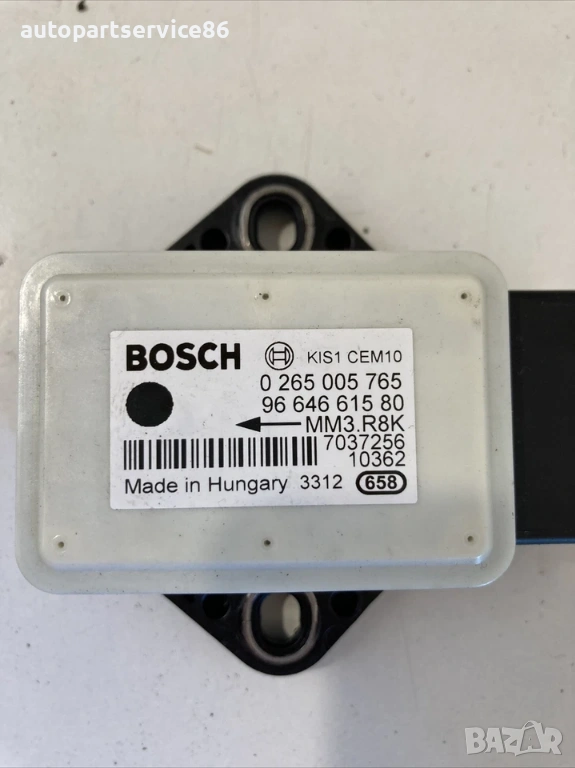 autopartservice86
BOSCH KIS1 CEM10
0 265 005 765
96 646 615 80
MM3.R8K
7037256
10362
Made in Hungary 3312 658
BAZAR